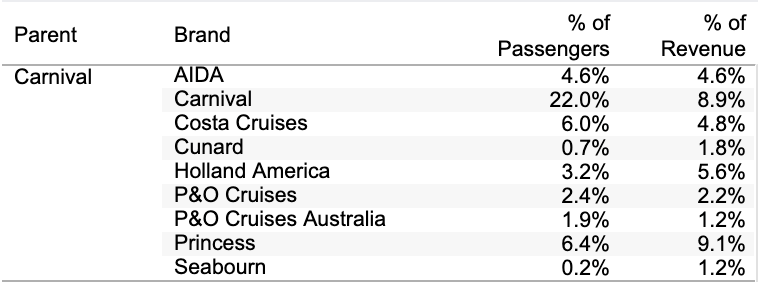 Parent Brand % of Passengers % of Revenue
Carnival AIDA 4.6% 4.6%
Carnival 22.0% 8.9%
Costa Cruises 6.0% 4.8%
Cunard 0.7% 1.8%
Holland America 3.2% 5.6%
P&O Cruises 2.4% 2.2%
P&O Cruises Australia 1.9% 1.2%
Princess 6.4% 9.1%
Seabourn 0.2% 1.2%